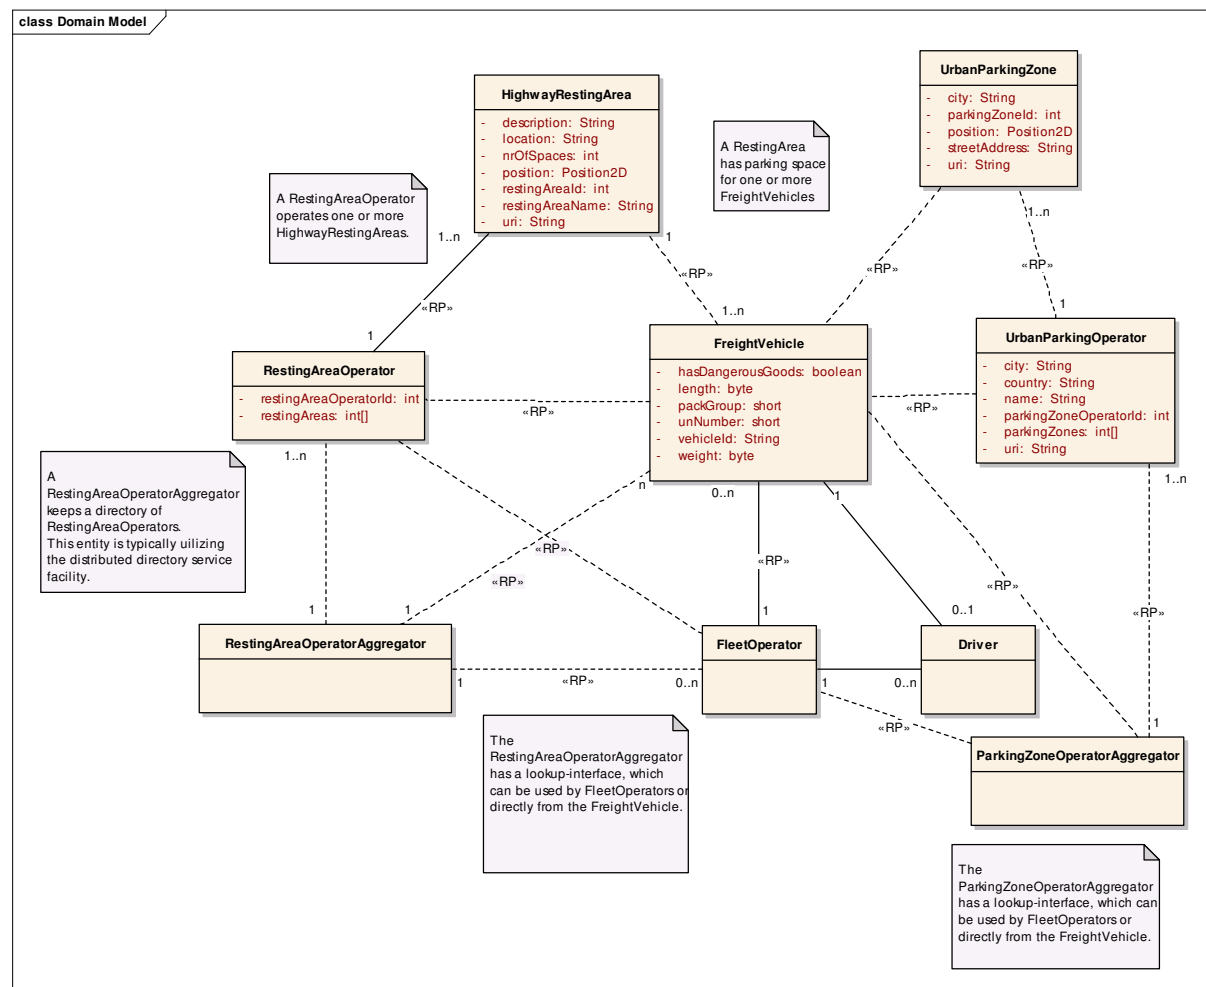 class Domain Model
UrbanParkingZone
- city: String
- parkingZoneId: int
- position: Position2D
- streetAddress: String
- uri: String
HighwayRestingArea
- description: String
- location: String
- nrOfSpaces: int
- position: Position2D
- restingAreaId: int
- restingAreaName: String
- uri: String
A RestingArea
has parking space
for one or more
FreightVehicles
A RestingAreaOperator
operates one or more
HighwayRestingAreas.
1..n
1
1..n
«RP»
«RP»
«RP»
«RP»
1
1..n
1
FreightVehicle
- hasDangerousGoods: boolean
- length: byte
- packGroup: short
- unNumber: short
- vehicleId: String
- weight: byte
UrbanParkingOperator
- city: String
- country: String
- name: String
- parkingZoneOperatorId: int
- parkingZones: int[]
- uri: String
RestingAreaOperator
- restingAreaOperatorId: int
- restingAreas: int[]
«RP»
«RP»
1..n
n
0..n
1
1..n
A
RestingAreaOperatorAggregator
keeps a directory of
RestingAreaOperators.
This entity is typically uilizing
the distributed directory service
facility.
«RP»
«RP»
«RP»
«RP»
«RP»
1
1
1
0..1
RestingAreaOperatorAggregator
FleetOperator
Driver
1
«RP»
0..n
1
0..n
«RP»
1
The
RestingAreaOperatorAggregator
has a lookup-interface, which
can be used by FleetOperators or
directly from the FreightVehicle.
ParkingZoneOperatorAggregator
The
ParkingZoneOperatorAggregator
has a lookup-interface, which can
be used by FleetOperators or
directly from the FreightVehicle.